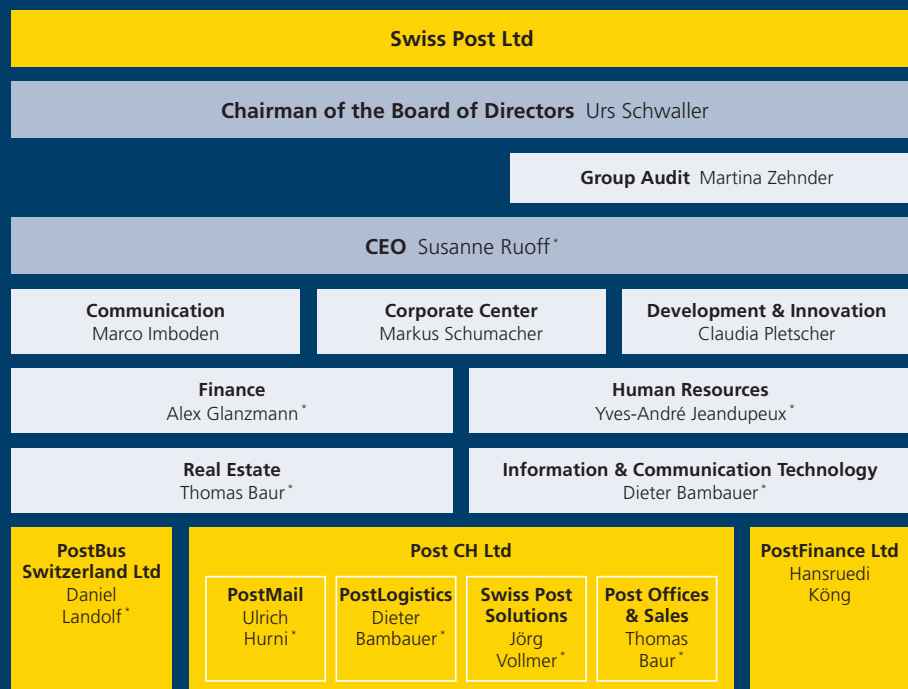 Swiss Post Ltd
Chairman of the Board of Directors Urs Schwaller
Group Audit Martina Zehnder
CEO Susanne Ruoff*
Communication
Marco Imboden
Corporate Center
Markus Schumacher
Development & Innovation
Claudia Pletscher
Finance
Alex Glanzmann*
Human Resources
Yves-André Jeandupeux*
Real Estate
Thomas Baur*
Information & Communication Technology
Dieter Bambauer*
PostBus
Switzerland Ltd
Daniel
Landolf*
Post CH Ltd
PostMail
Ulrich
Hurni*
PostLogistics
Dieter
Bambauer*
Swiss Post
Solutions
Jörg
Vollmer*
Post Offices
& Sales
Thomas
Baur*
PostFinance Ltd
Hansruedi
Köng